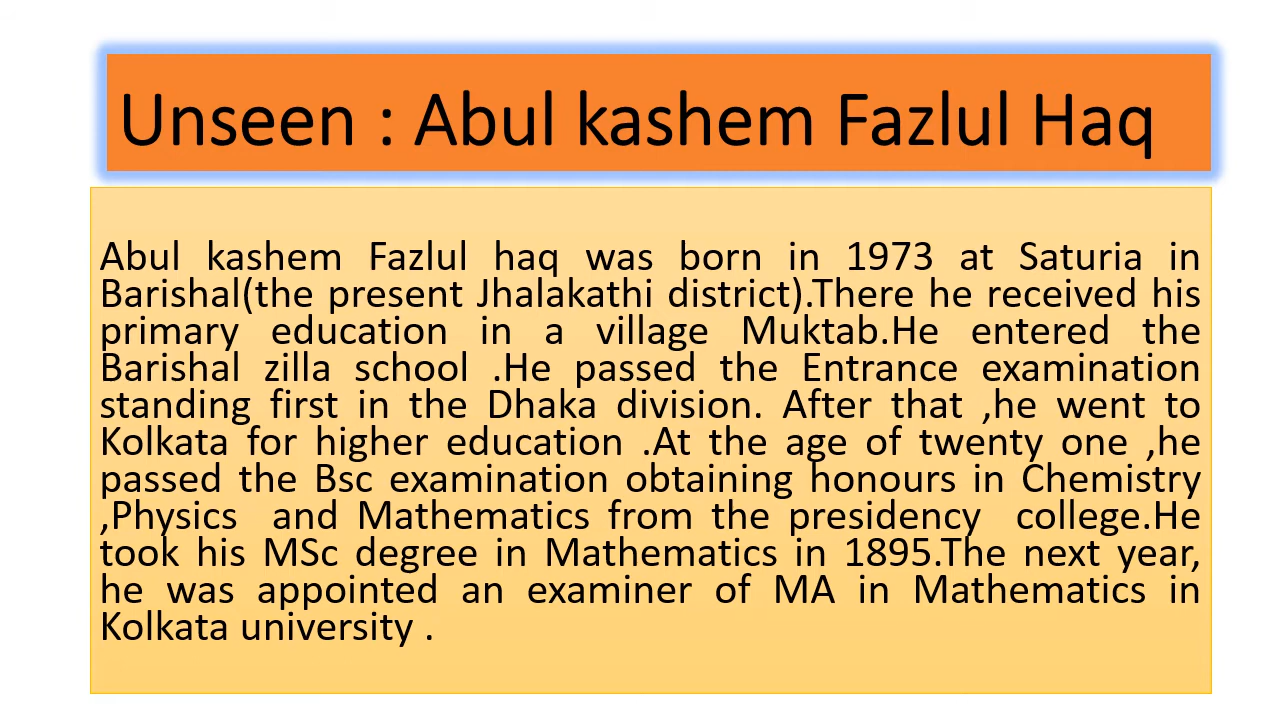 Unseen : Abul kashem Fazlul Haq
Abul kashem Fazlul haq was born in 1973 at Saturia in
Barishal(the present Jhalakathi district).There he received his
primary education in a village Muktab.He entered the
Barishal zilla school .He passed the Entrance examination
standing first in the Dhaka division. After that ,he went to
Kolkata for higher education .At the age of twenty one ,he
passed the Bsc examination obtaining honours in Chemistry
,Physics and Mathematics from the presidency college.He
took his MSc degree in Mathematics in 1895.The next year,
he was appointed an examiner of MA in Mathematics in
Kolkata university .